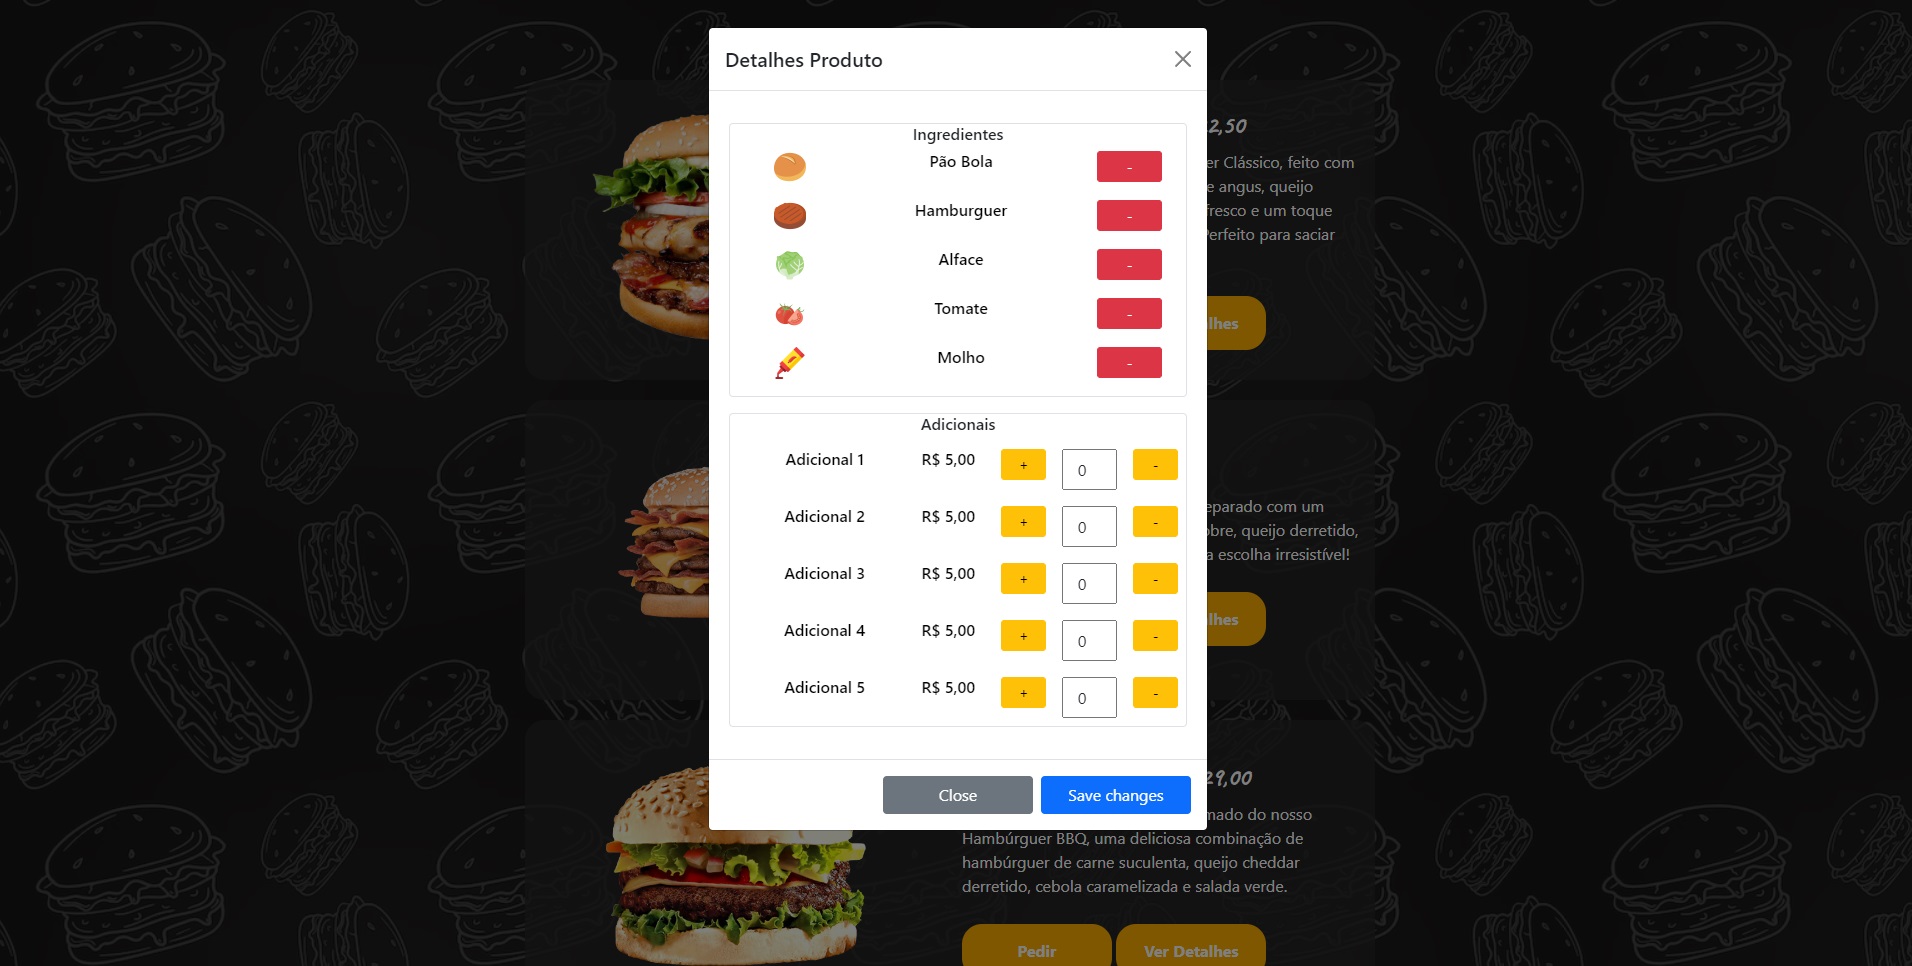 Detalhes Produto
Ingredientes
Pão Bola -
Hamburguer -
Alface -
Tomate -
Molho -
Adicionais
Adicional 1 R$ 5,00 + 0 -
Adicional 2 R$ 5,00 + 0 -
Adicional 3 R$ 5,00 + 0 -
Adicional 4 R$ 5,00 + 0 -
Adicional 5 R$ 5,00 + 0 -
Close Save changes
2,50
er Clássico, feito com
e angus, queijo
fresco e um toque
Perfeito para saciar
lhes
eparado com um
obre, queijo derretido,
a escolha irresistível!
lhes
29,00
mado do nosso
Hambúrguer BBQ, uma deliciosa combinação de
hambúrguer de carne suculenta, queijo cheddar
derretido, cebola caramelizada e salada verde.
Pedir Ver Detalhes